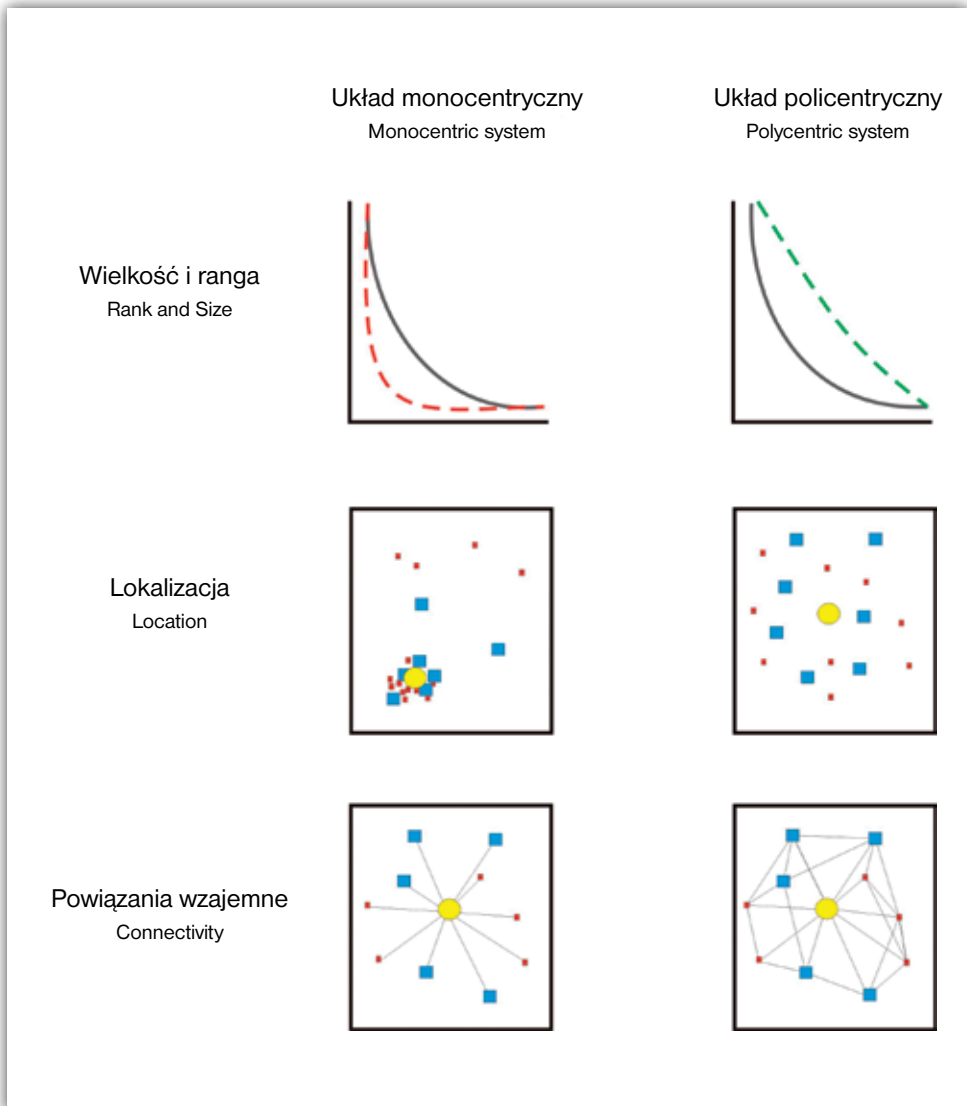 Układ monocentryczny
Monocentric system
Układ policentryczny
Polycentric system
Wielkość i ranga
Rank and Size
Lokalizacja
Location
Powiązania wzajemne
Connectivity